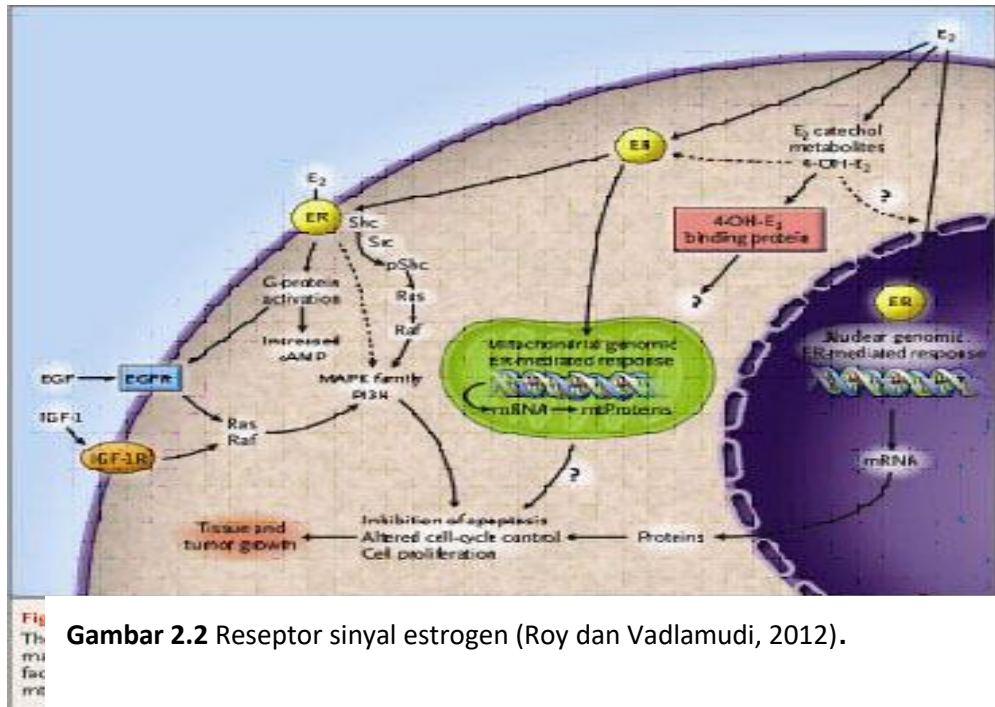 E₂
E₂ catechol
metabolites
4-OH-E₂
ER
?
E₂
ER
Shc
Src
pShc
4-OH-E₂
binding protein
G-protein
activation
Ras
?
ER
Increased
cAMP
Raf
Mitochondrial genomic
ER-mediated response
Nuclear genomic
ER-mediated response
EGF
EGFR
MAPK family
PI3K
mRNA
mtProteins
IGF-1
Ras
Raf
IGF-1R
mRNA
?
Tissue and
tumor growth
Inhibition of apoptosis
Altered cell-cycle control
Cell proliferation
Proteins
Gambar 2.2 Reseptor sinyal estrogen (Roy dan Vadlamudi, 2012).